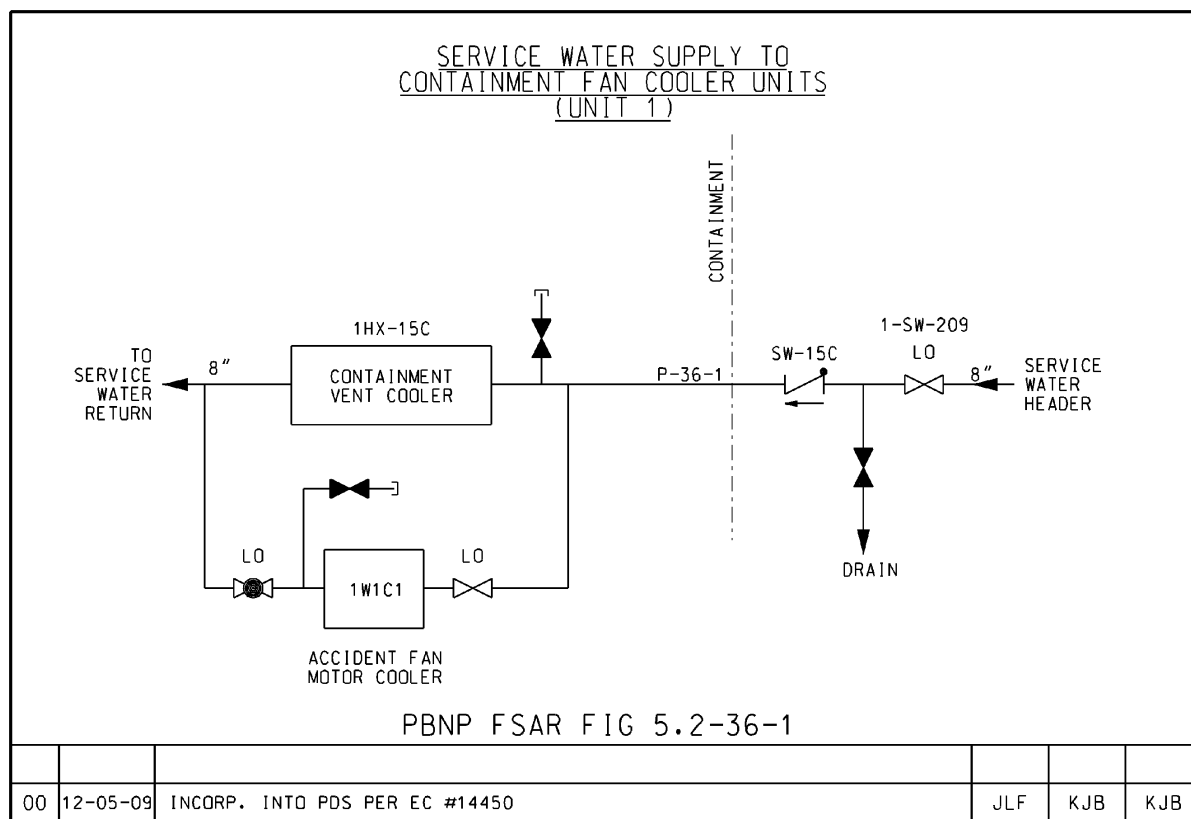 SERVICE WATER SUPPLY TO
CONTAINMENT FAN COOLER UNITS
(UNIT 1)
CONTAINMENT
1HX-15C
1-SW-209
TO
SERVICE
WATER
RETURN
8"
CONTAINMENT
VENT COOLER
P-36-1
SW-15C
LO
8"
SERVICE
WATER
HEADER
LO
1W1C1
LO
DRAIN
ACCIDENT FAN
MOTOR COOLER
PBNP FSAR FIG 5.2-36-1
00 12-05-09 INCORP. INTO PDS PER EC #14450 JLF KJB KJB